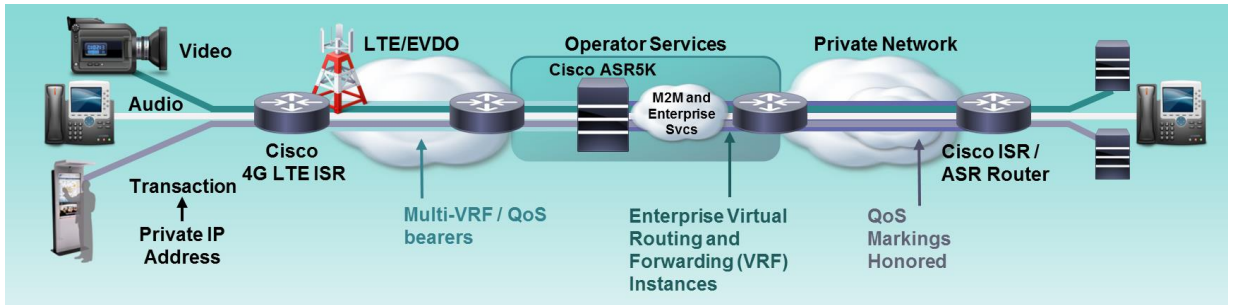 Video
LTE/EVDO
Operator Services
Private Network
Cisco ASR5K
Audio
M2M and
Enterprise
Svcs
Cisco
4G LTE ISR
Cisco ISR /
ASR Router
Transaction
Private IP
Address
Multi-VRF / QoS
bearers
Enterprise Virtual
Routing and
Forwarding (VRF)
Instances
QoS
Markings
Honored